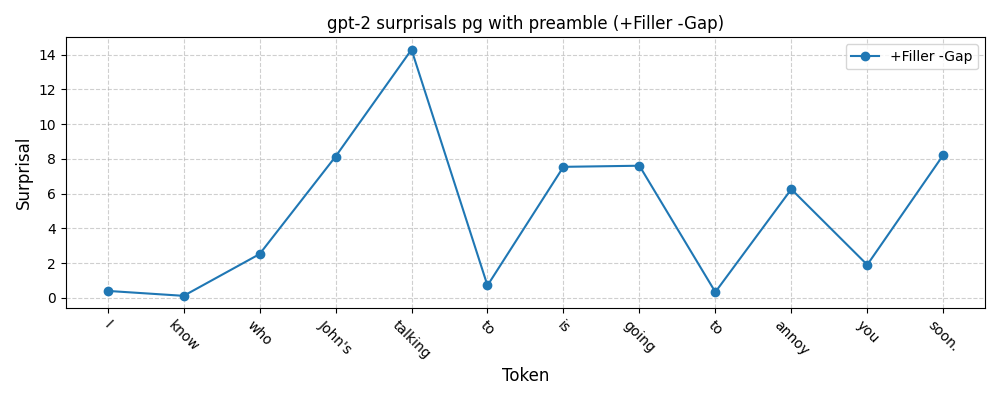 gpt-2 surprisals pg with preamble (+Filler -Gap)
+Filler -Gap
Surprisal
14
12
10
8
6
4
2
0
I
know
who
John's
talking
to
is
going
to
annoy
you
soon.
Token